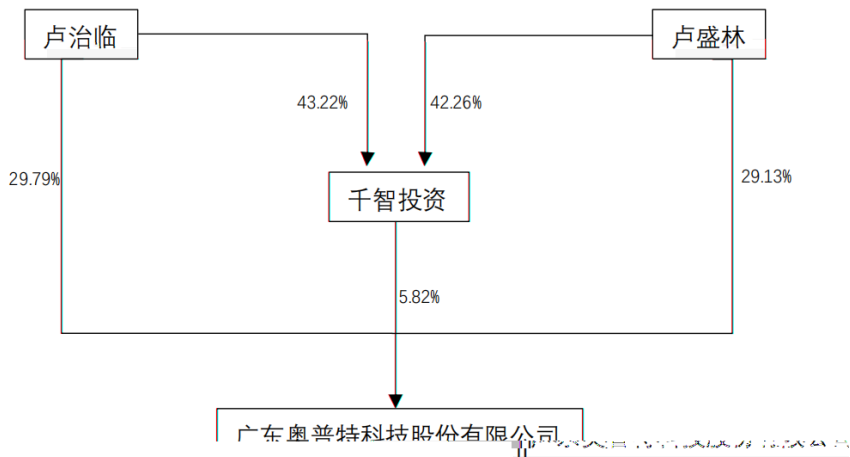 卢治临
卢盛林
43.22%
42.26%
29.79%
29.13%
千智投资
5.82%
广东奥普特科技股份有限公司